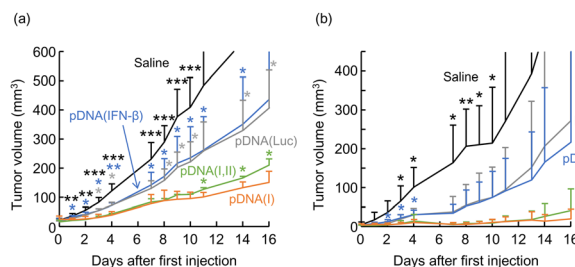 (a)
(b)
600
500
400
300
200
100
0
Tumor volume (mm³)
Saline
pDNA(IFN-β)
pDNA(Luc)
pDNA(I,II)
pDNA(I)
** ** *** *** *** *** *** ***
0 2 4 6 8 10 12 14 16
Days after first injection
400
300
200
100
0
Tumor volume (mm³)
Saline
pD
* * * * ** * *
0 2 4 6 8 10 12 14 16
Days after first injection